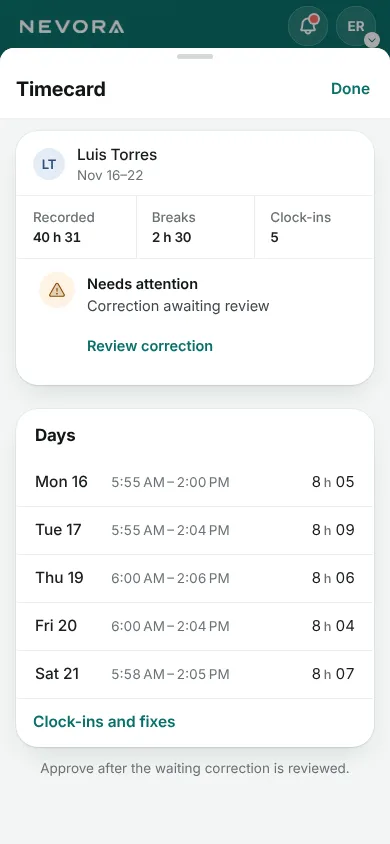 NEVORA
ER
Timecard
Done
LT
Luis Torres
Nov 16–22
Recorded
40 h 31
Breaks
2 h 30
Clock-ins
5
Needs attention
Correction awaiting review
Review correction
Days
Mon 16 5:55 AM – 2:00 PM 8 h 05
Tue 17 5:55 AM – 2:04 PM 8 h 09
Thu 19 6:00 AM – 2:06 PM 8 h 06
Fri 20 6:00 AM – 2:04 PM 8 h 04
Sat 21 5:58 AM – 2:05 PM 8 h 07
Clock-ins and fixes
Approve after the waiting correction is reviewed.